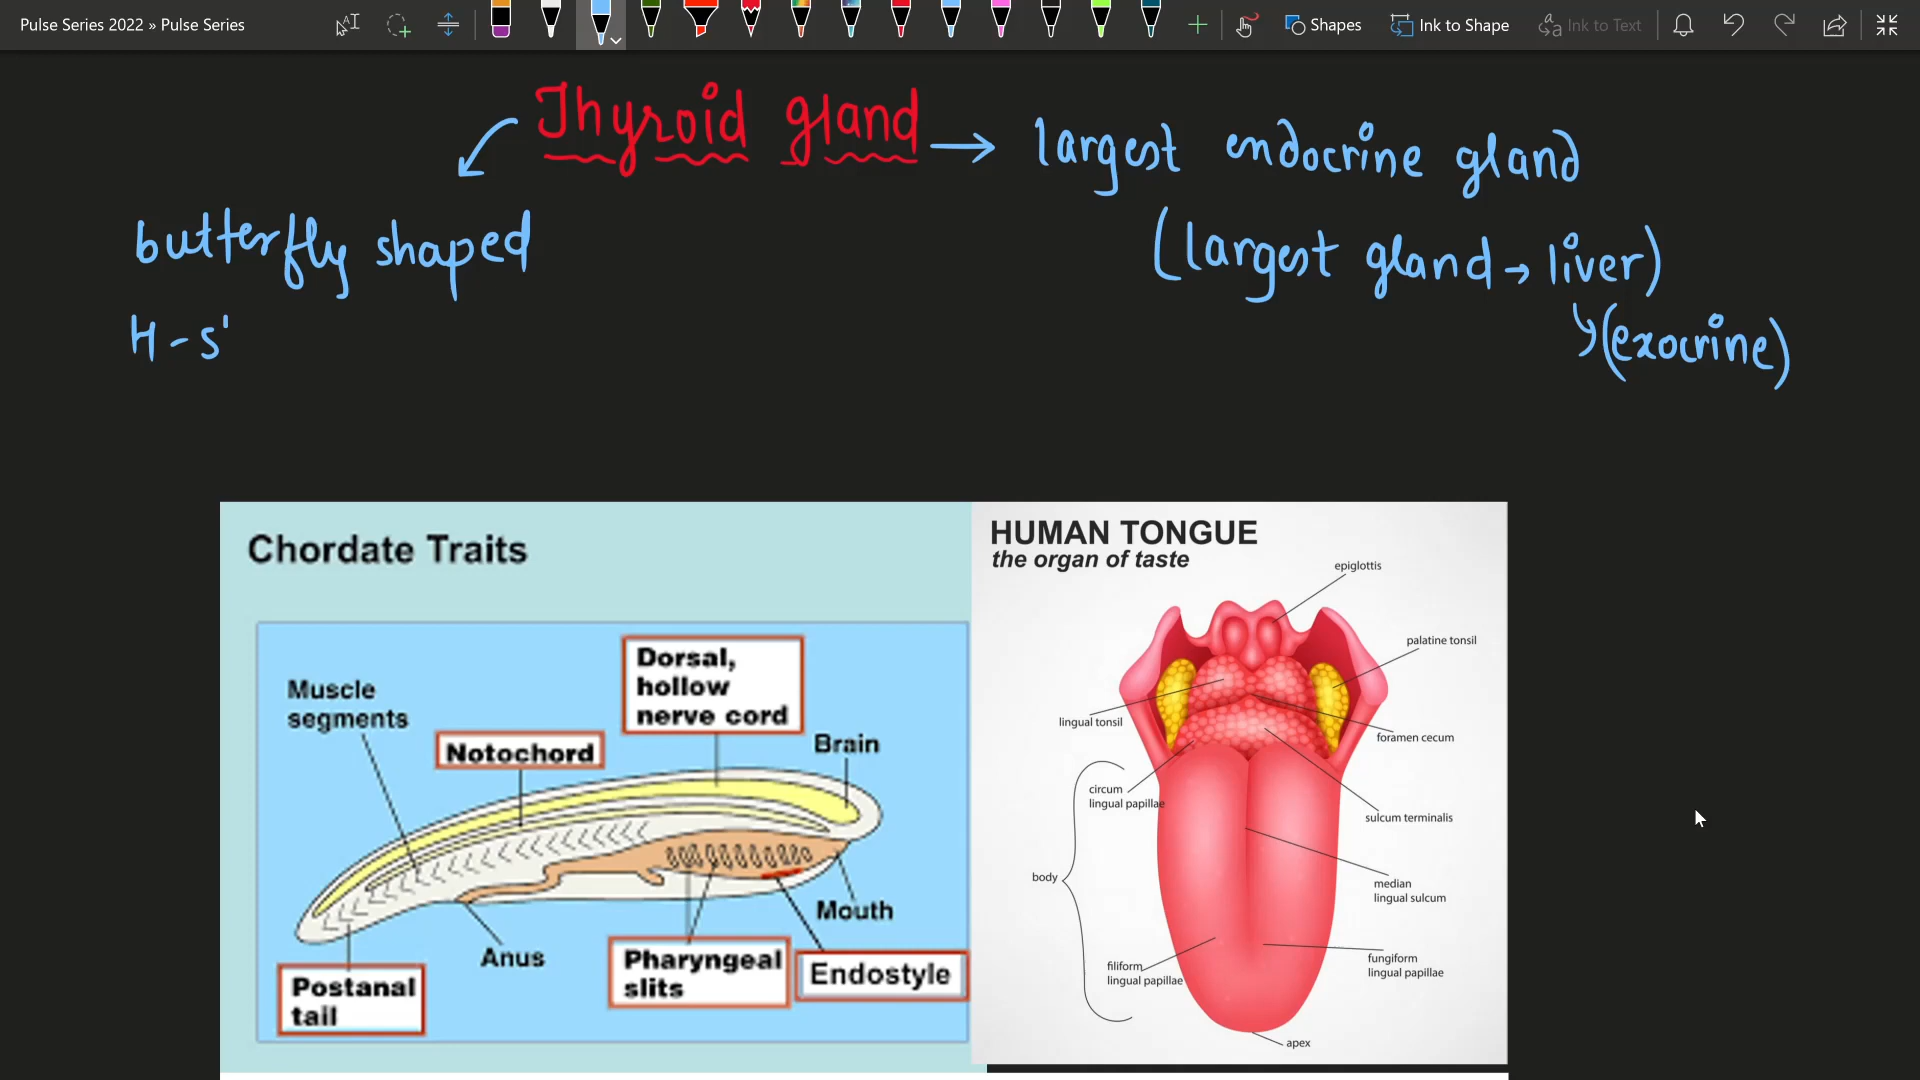 Pulse Series 2022 » Pulse Series
Shapes
Ink to Shape
Ink to Text
Thyroid gland → largest endocrine gland
(largest gland → liver)
(exocrine)
butterfly shaped
H - s'
Chordate Traits
Muscle
segments
Notochord
Dorsal,
hollow
nerve cord
Brain
Mouth
Anus
Pharyngeal
slits
Endostyle
Postanal
tail
HUMAN TONGUE
the organ of taste
epiglottis
palatine tonsil
lingual tonsil
foramen cecum
circum
lingual papillae
sulcum terminalis
body
median
lingual sulcum
filiform
lingual papillae
fungiform
lingual papillae
apex